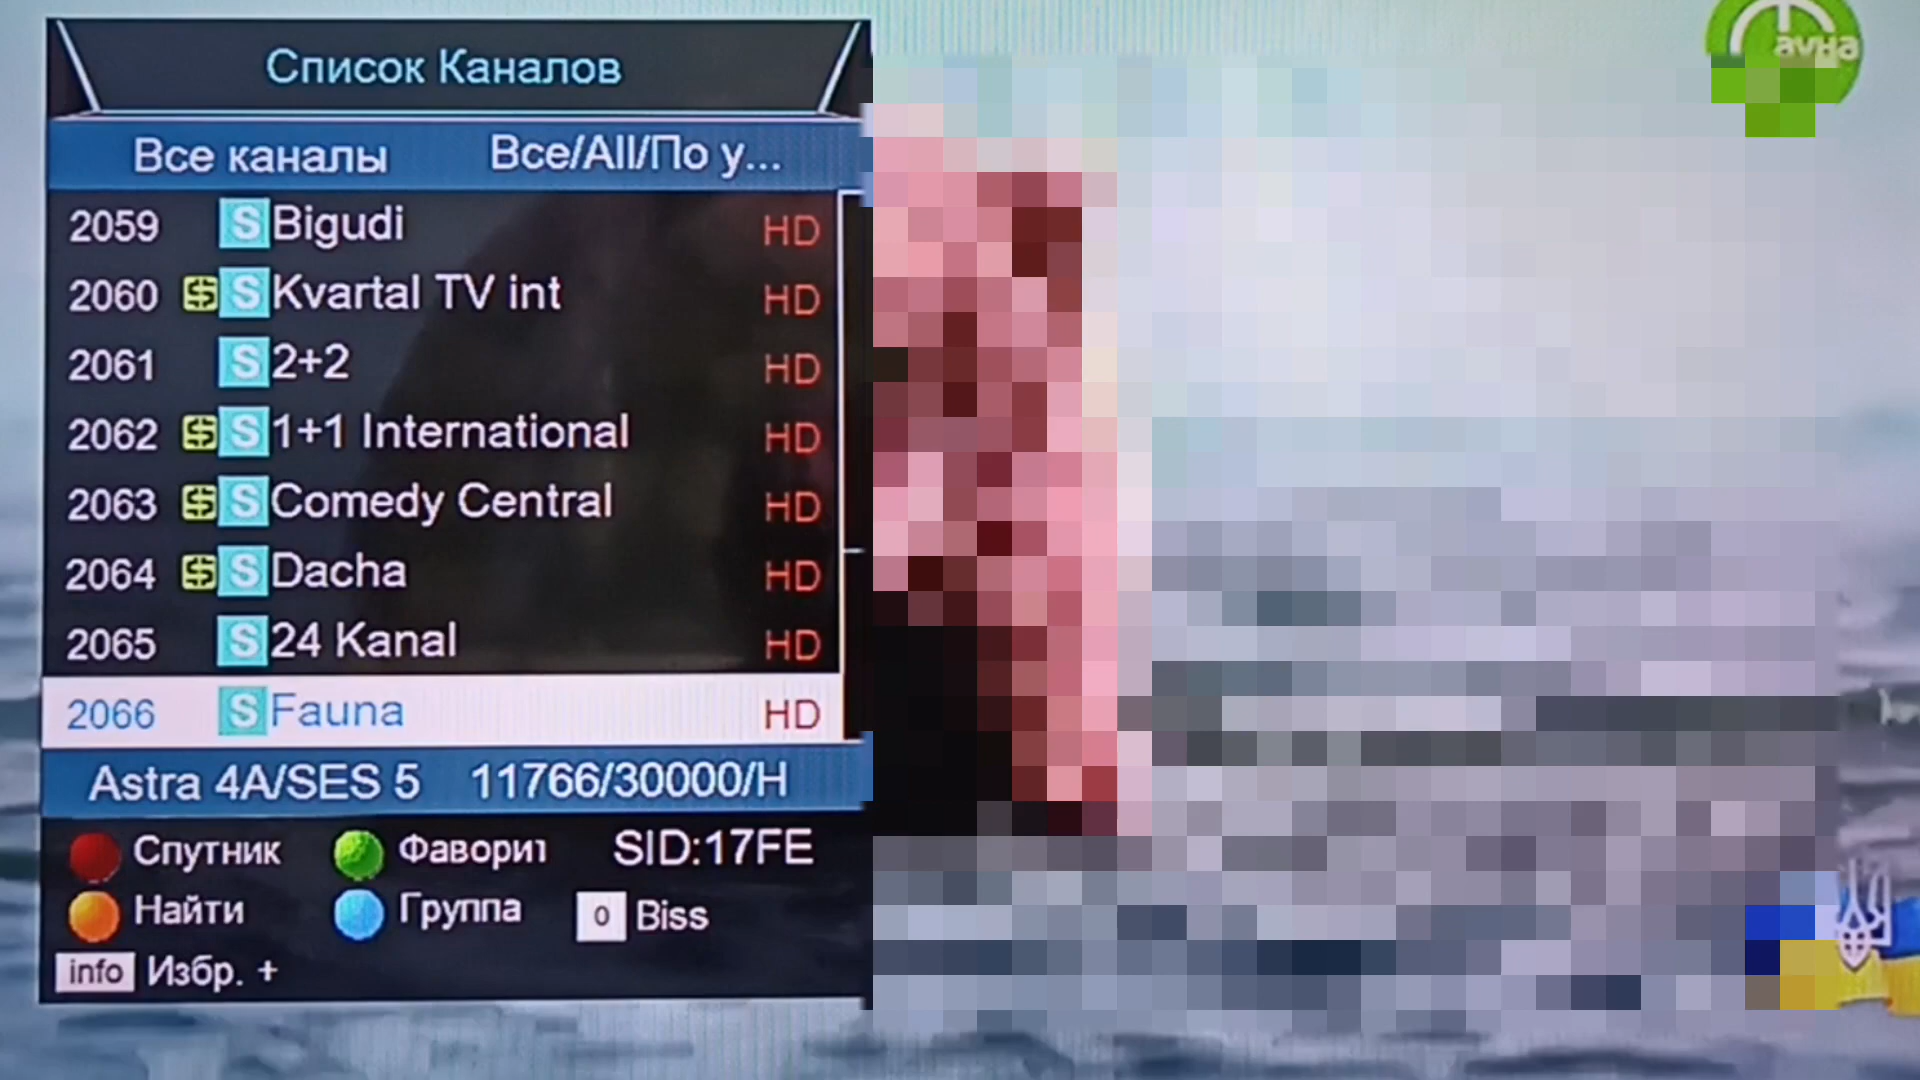 Список Каналов
Все каналы Все/All/По у...
2059 S Bigudi HD
2060 $ S Kvartal TV int HD
2061 S 2+2 HD
2062 $ S 1+1 International HD
2063 $ S Comedy Central HD
2064 $ S Dacha HD
2065 S 24 Kanal HD
2066 S Fauna HD
Astra 4A/SES 5 11766/30000/H
Спутник Фаворит SID:17FE
Найти Группа 0 Biss
info Избр. +
ауна